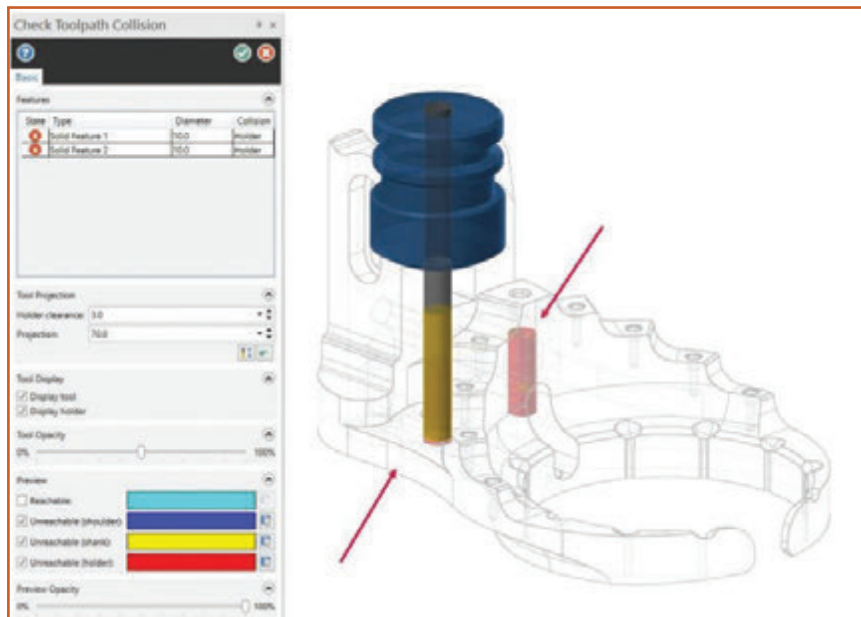 Check Toolpath Collision
Basic
Features
State Type Diameter Collision
Solid Feature 1 10.0 Holder
Solid Feature 2 10.0 Holder
Tool Projection
Holder clearance: 3.0
Projection: 70.0
Tool Display
Display tool
Display holder
Tool Opacity
0% 100%
Preview
Reachable:
Unreachable (shoulder):
Unreachable (shank):
Unreachable (holder):
Preview Opacity
0% 100%